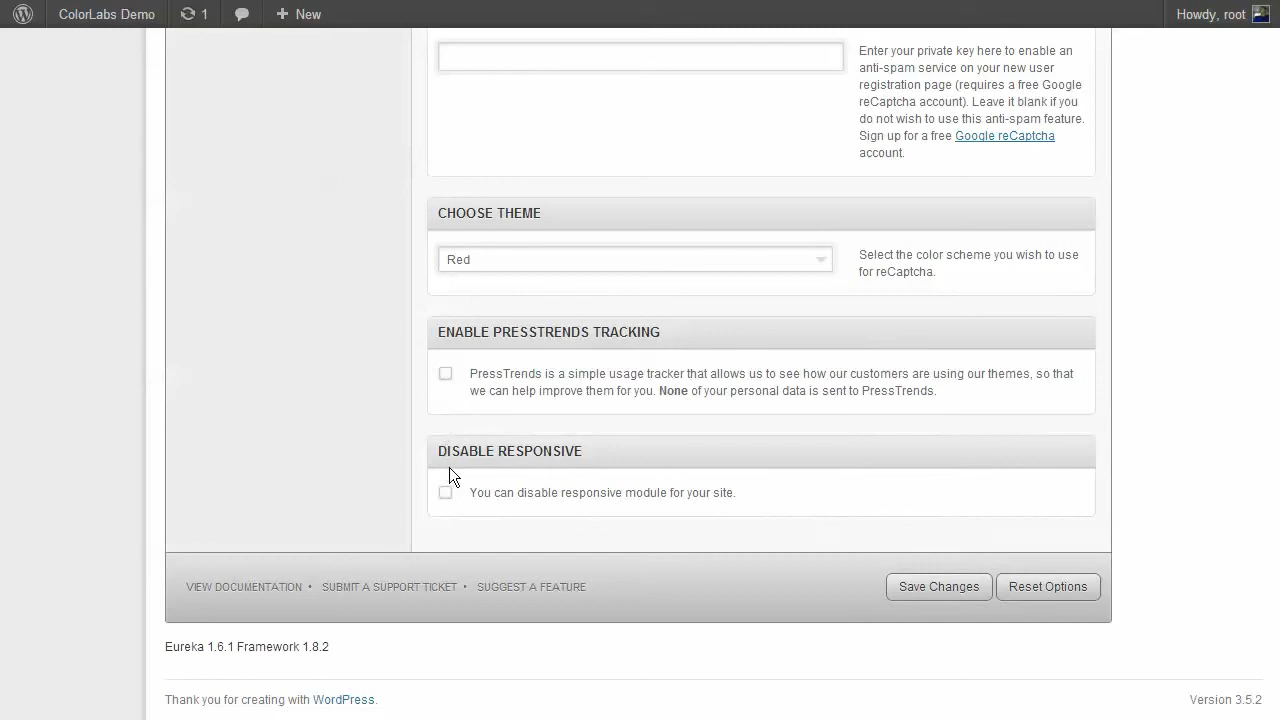 ColorLabs Demo 1 + New Howdy, root
Enter your private key here to enable an
anti-spam service on your new user
registration page (requires a free Google
reCaptcha account). Leave it blank if you
do not wish to use this anti-spam feature.
Sign up for a free Google reCaptcha
account.
CHOOSE THEME
Red
Select the color scheme you wish to use
for reCaptcha.
ENABLE PRESSTRENDS TRACKING
PressTrends is a simple usage tracker that allows us to see how our customers are using our themes, so that
we can help improve them for you. None of your personal data is sent to PressTrends.
DISABLE RESPONSIVE
You can disable responsive module for your site.
VIEW DOCUMENTATION • SUBMIT A SUPPORT TICKET • SUGGEST A FEATURE
Save Changes Reset Options
Eureka 1.6.1 Framework 1.8.2
Thank you for creating with WordPress. Version 3.5.2